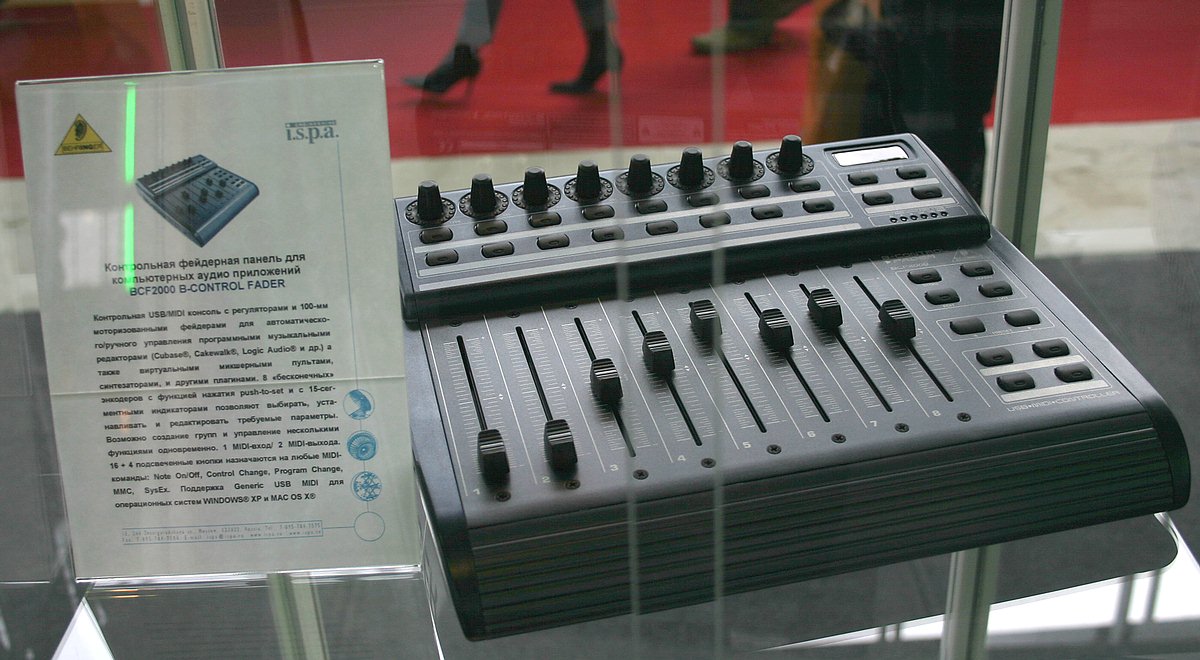 BEHRINGER
i.s.p.a.
Контрольная фейдерная панель для
компьютерных аудио приложений
BCF2000 B-CONTROL FADER
Контрольная USB/MIDI консоль с регуляторами и 100-мм
моторизованными фейдерами для автоматическо-
го/ручного управления программными музыкальными
редакторами (Cubase®, Cakewalk®, Logic Audio® и др.) а
также виртуальными микшерными пультами,
синтезаторами, и другими плагинами. 8 «бесконечных»
энкодеров с функцией нажатия push-to-set и с 15-сег-
ментными индикаторами позволяют выбирать, уста-
навливать и редактировать требуемые параметры.
Возможно создание групп и управление несколькими
функциями одновременно. 1 MIDI-вход/ 2 MIDI-выхода.
16 + 4 подсвеченные кнопки назначаются на любые MIDI-
команды: Note On/Off, Control Change, Program Change,
MMC, SysEx. Поддержка Generic USB MIDI для
операционных систем WINDOWS® XP и MAC OS X®
1 2 3 4 5 6 7 8
USB-MIDI-CONTROLLER